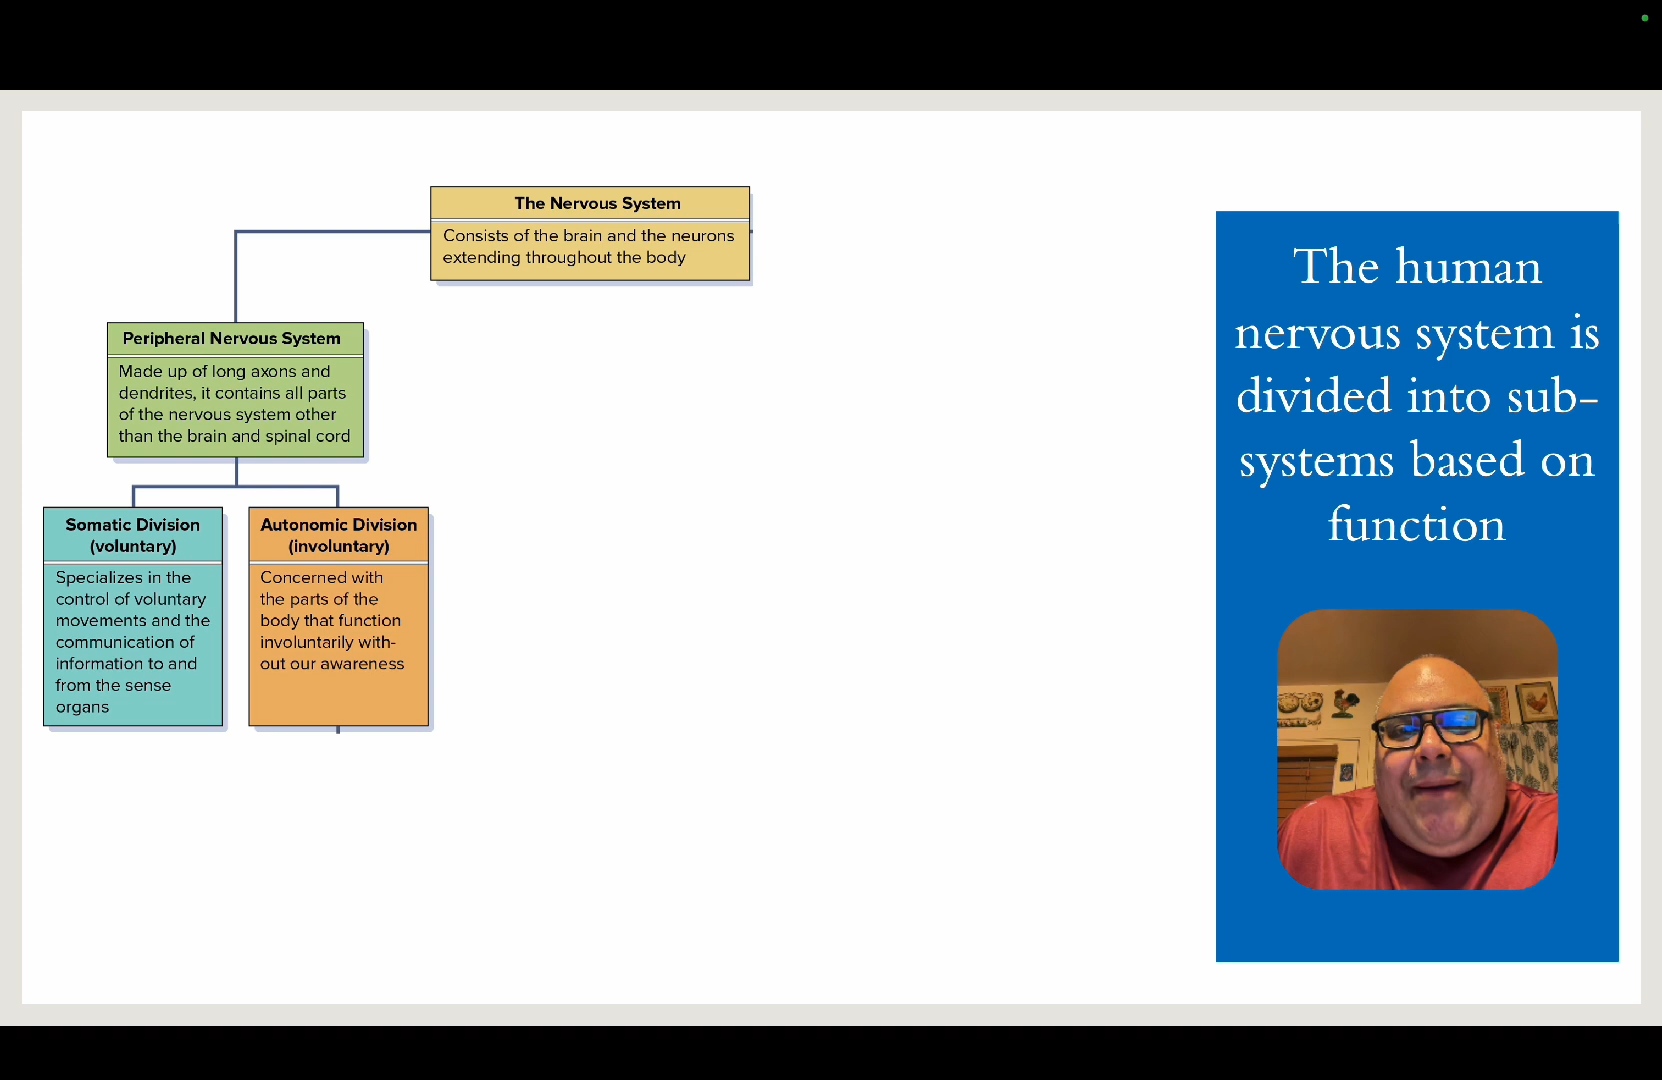 The Nervous System
Consists of the brain and the neurons
extending throughout the body
Peripheral Nervous System
Made up of long axons and
dendrites, it contains all parts
of the nervous system other
than the brain and spinal cord
Somatic Division
(voluntary)
Specializes in the
control of voluntary
movements and the
communication of
information to and
from the sense
organs
Autonomic Division
(involuntary)
Concerned with
the parts of the
body that function
involuntarily with-
out our awareness
The human
nervous system is
divided into sub-
systems based on
function